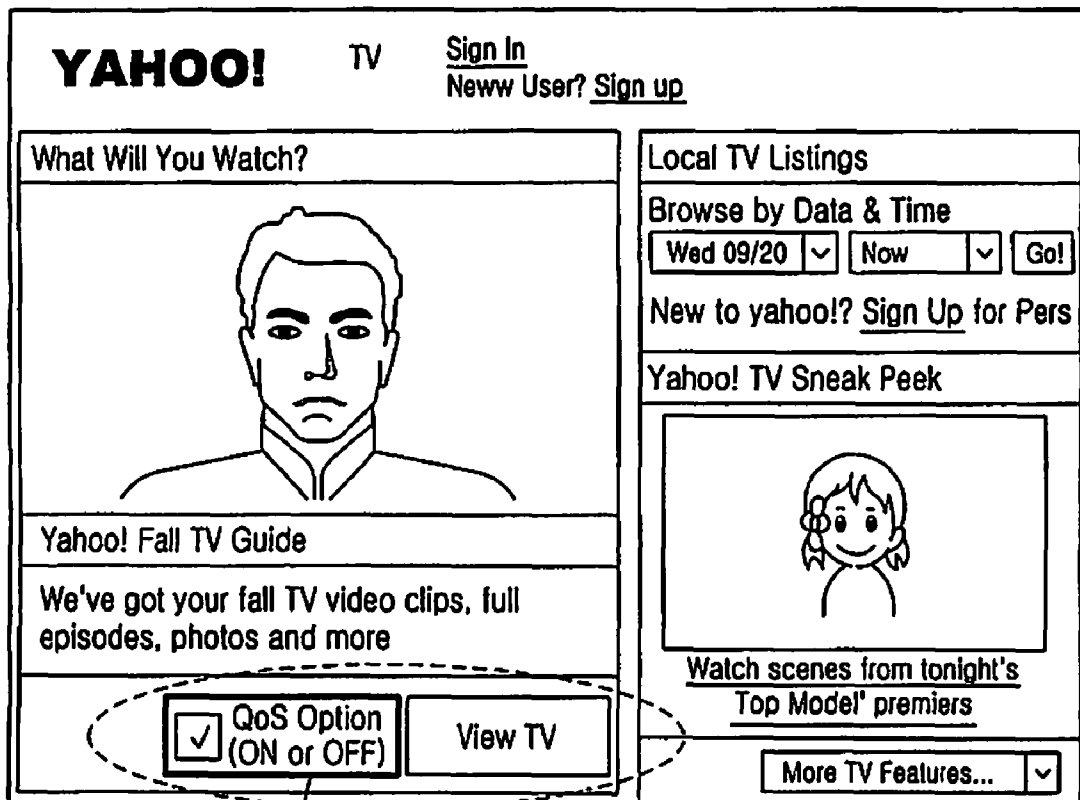 YAHOO!
TV
Sign In
Neww User? Sign up
What Will You Watch?
Yahoo! Fall TV Guide
We've got your fall TV video clips, full
episodes, photos and more
QoS Option
(ON or OFF)
View TV
Local TV Listings
Browse by Data & Time
Wed 09/20
Now
Go!
New to yahoo!? Sign Up for Pers
Yahoo! TV Sneak Peek
Watch scenes from tonight's
Top Model' premiers
More TV Features...